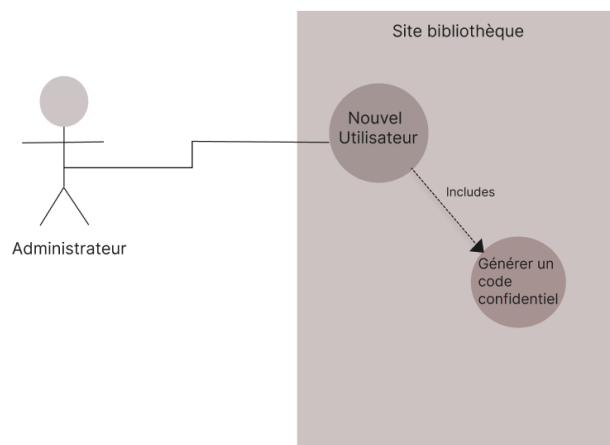 Site bibliothèque
Nouvel
Utilisateur
Includes
Administrateur
Générer un
code
confidentiel